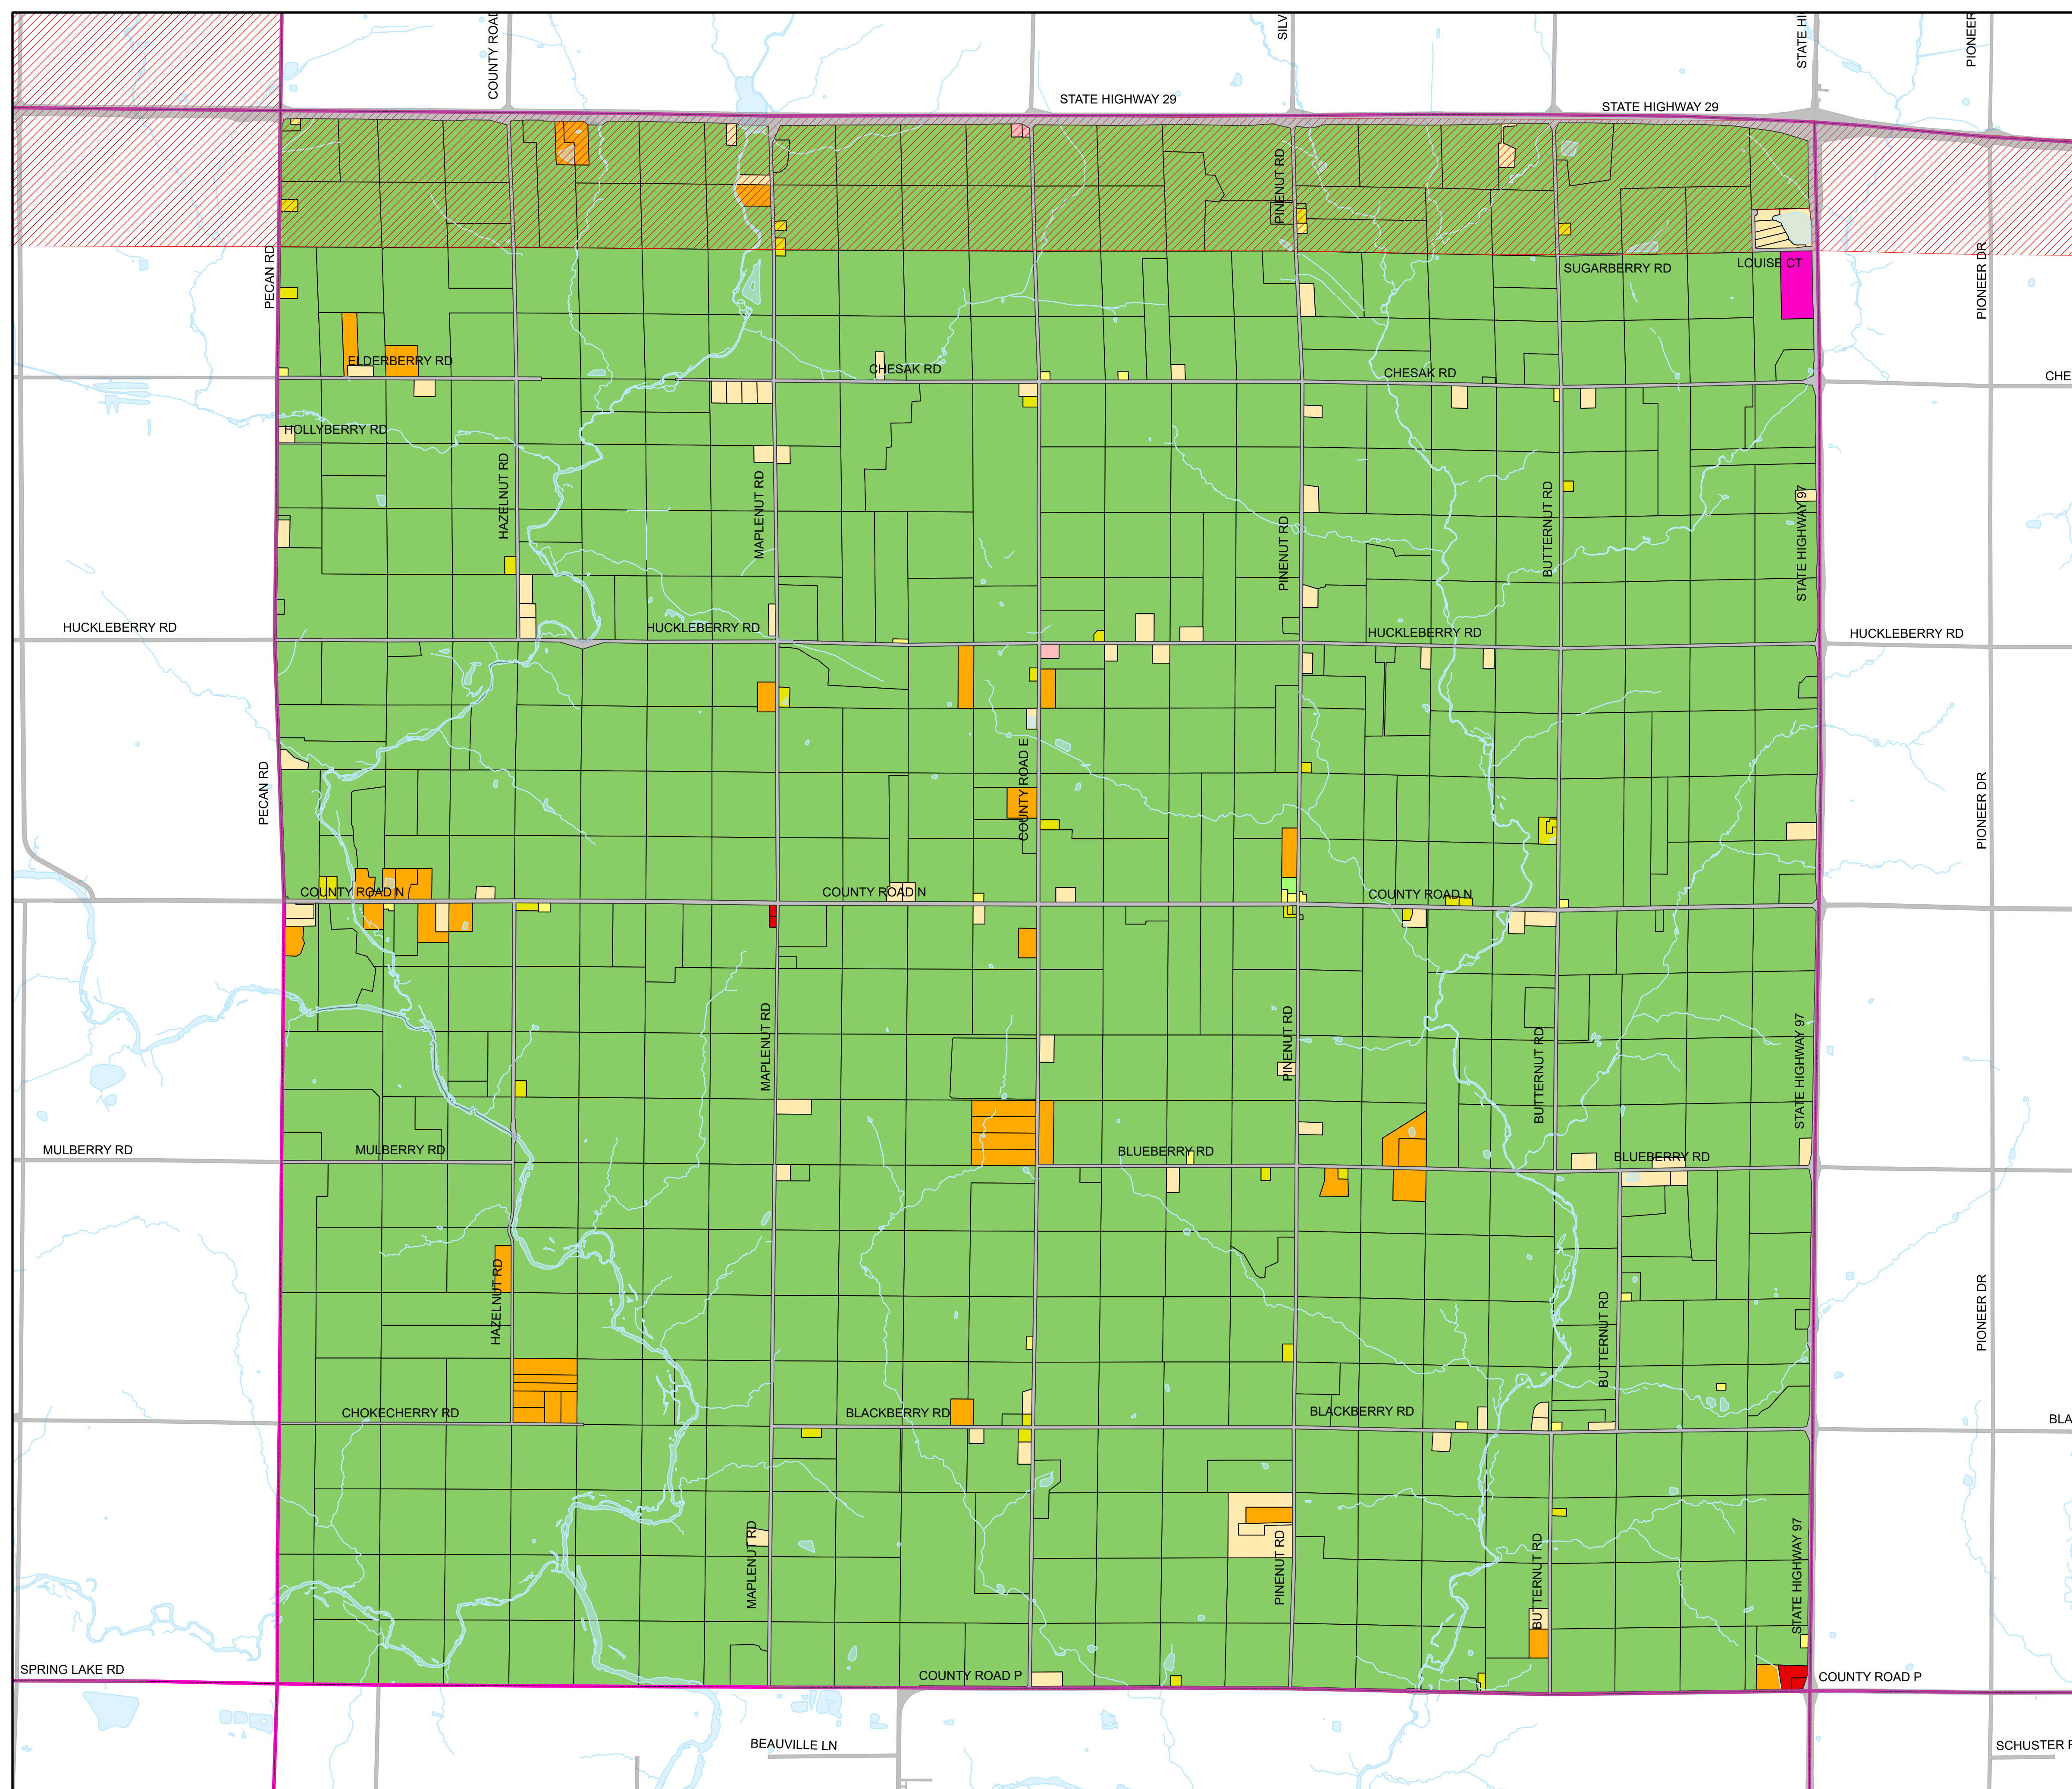 COUNTY ROAD
SILV
STATE HI
PIONEER
STATE HIGHWAY 29
STATE HIGHWAY 29
PINENUT RD
PECAN RD
SUGARBERRY RD
LOUISE CT
PIONEER DR
ELDERBERRY RD
CHESAK RD
CHESAK RD
CHE
HOLLYBERRY RD
HAZELNUT RD
MAPLENUT RD
PINENUT RD
BUTTERNUT RD
STATE HIGHWAY 97
HUCKLEBERRY RD
HUCKLEBERRY RD
HUCKLEBERRY RD
HUCKLEBERRY RD
PECAN RD
COUNTY ROAD E
PIONEER DR
COUNTY ROAD N
COUNTY ROAD N
COUNTY ROAD N
MAPLENUT RD
PINENUT RD
BUTTERNUT RD
STATE HIGHWAY 97
MULBERRY RD
MULBERRY RD
BLUEBERRY RD
BLUEBERRY RD
HAZELNUT RD
BUTTERNUT RD
PIONEER DR
CHOKECHERRY RD
BLACKBERRY RD
BLACKBERRY RD
BLA
MAPLENUT RD
PINENUT RD
BUTTERNUT RD
STATE HIGHWAY 97
SPRING LAKE RD
COUNTY ROAD P
COUNTY ROAD P
BEAUVILLE LN
SCHUSTER R